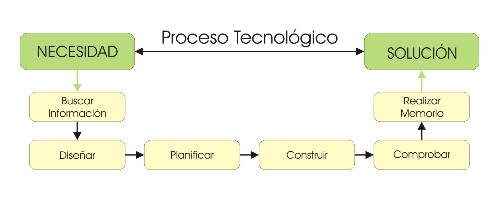 Proceso Tecnológico
NECESIDAD
SOLUCIÓN
Buscar
Información
Realizar
Memoria
Diseñar
Planificar
Construir
Comprobar